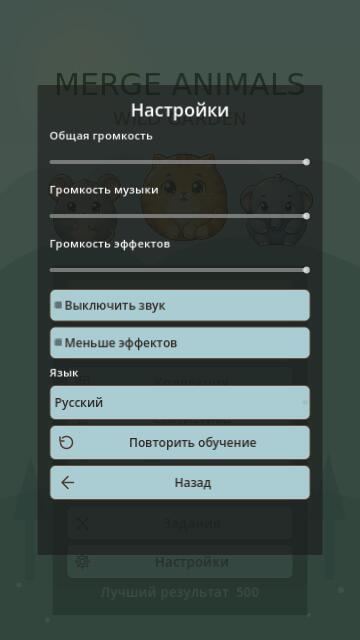 MERGE ANIMALS
Настройки
Общая громкость
Громкость музыки
Громкость эффектов
Выключить звук
Меньше эффектов
Язык
Русский
Повторить обучение
Назад
Задания
Настройки
Лучший результат 500